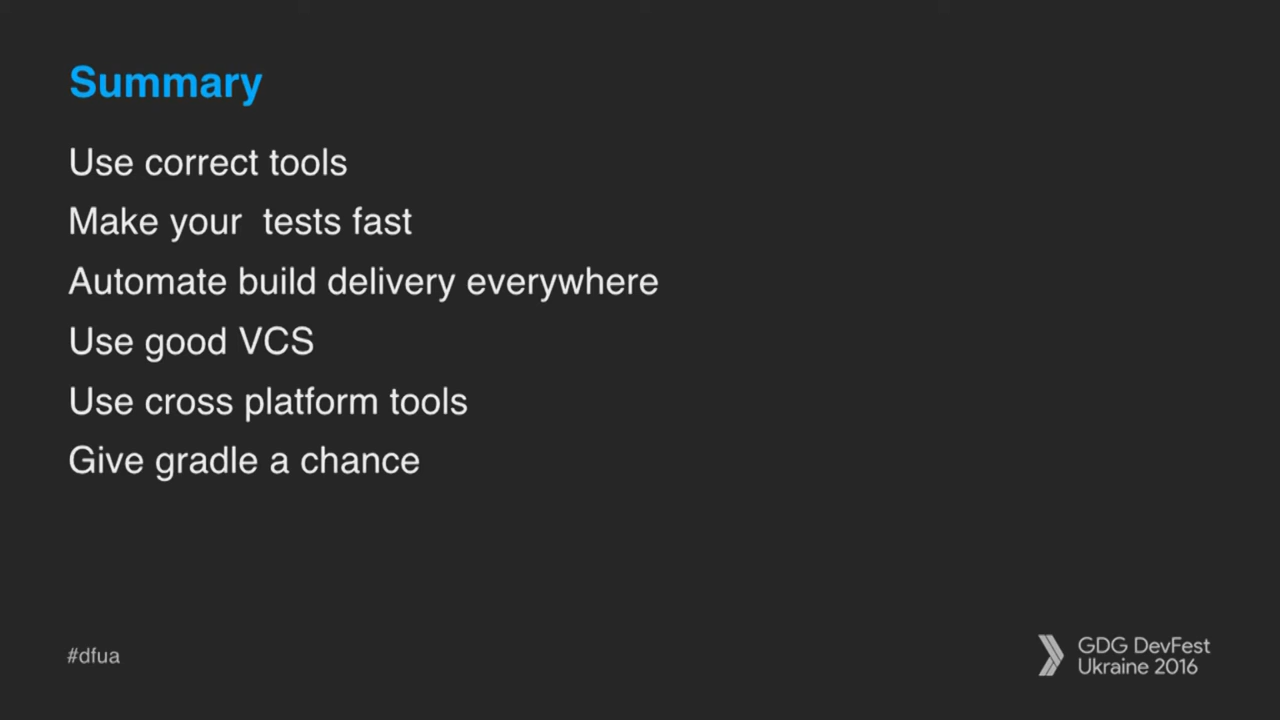 Summary
Use correct tools
Make your  tests fast
Automate build delivery everywhere
Use good VCS
Use cross platform tools
Give gradle a chance
#dfua
GDG DevFest
Ukraine 2016